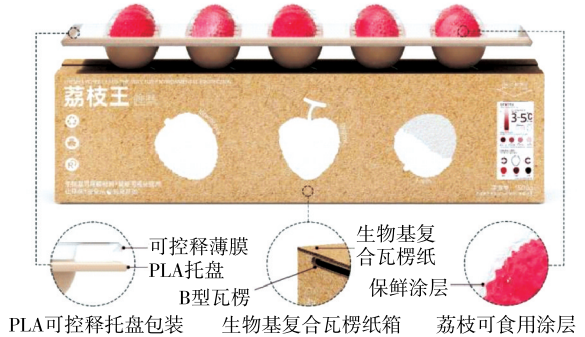 荔枝王
3-5℃
可控释薄膜
PLA托盘
B型瓦楞
生物基复
合瓦楞纸
保鲜涂层
PLA可控释托盘包装
生物基复合瓦楞纸箱
荔枝可食用涂层